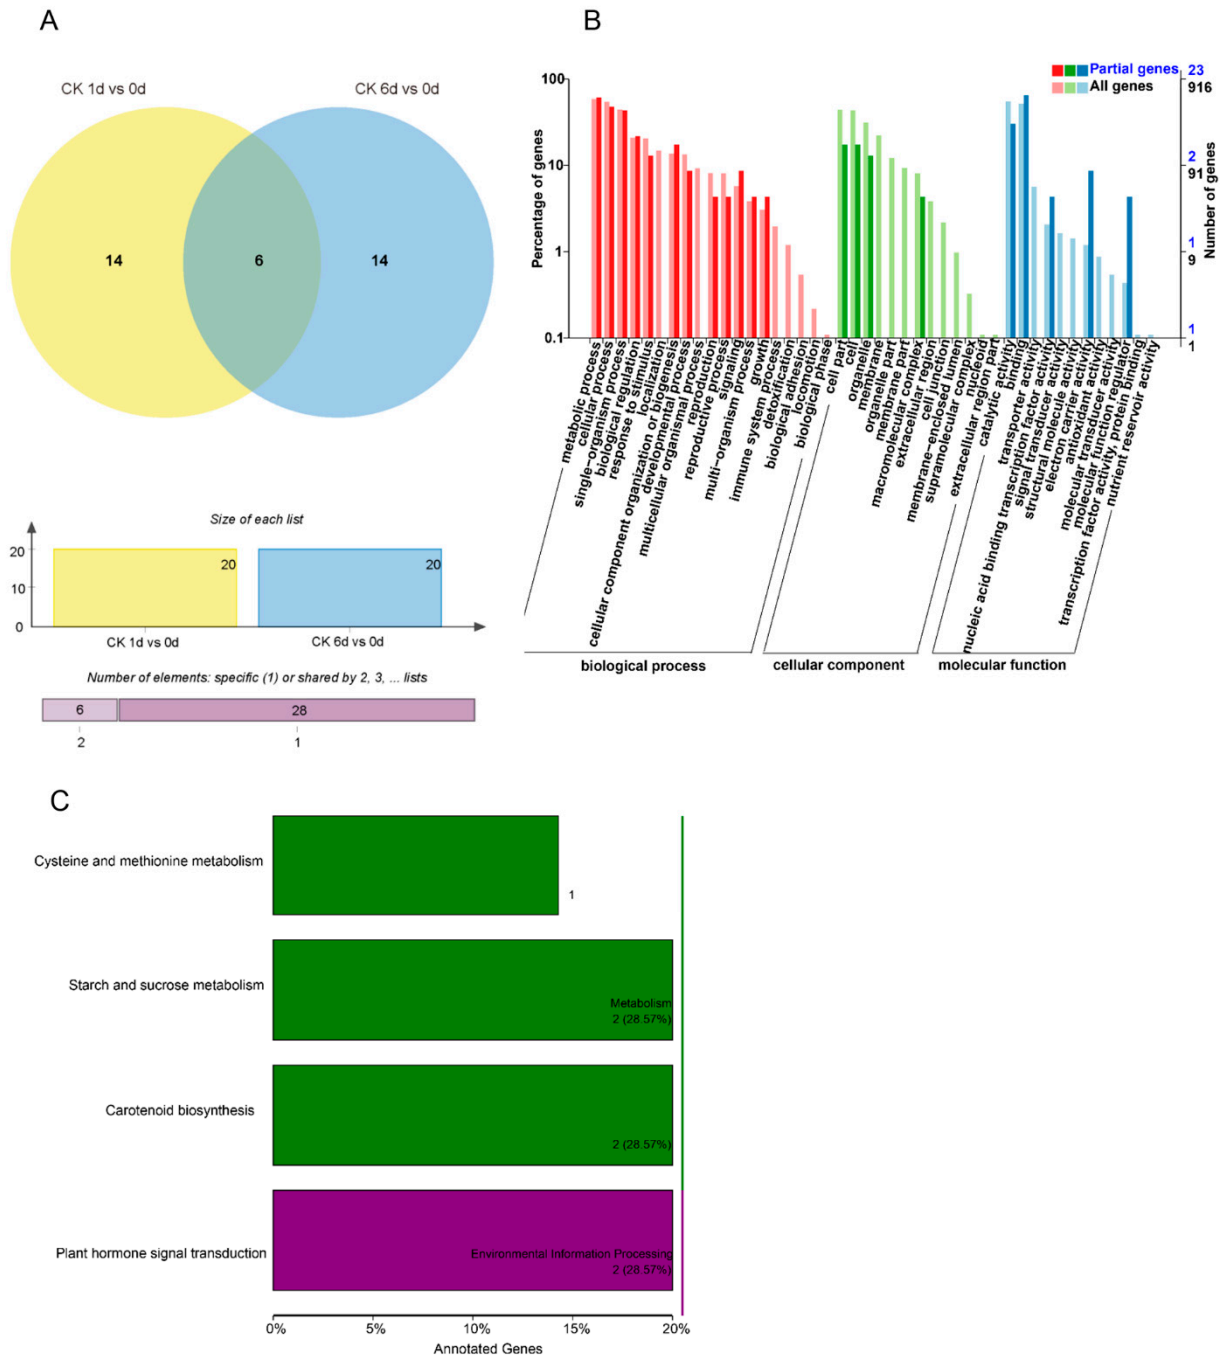 A
CK 1d vs 0d
CK 6d vs 0d
14
6
14
Size of each list
20
10
0
20
20
CK 1d vs 0d
CK 6d vs 0d
Number of elements: specific (1) or shared by 2, 3, ... lists
6
28
2
1
B
Partial genes
All genes
23
916
2
91
1
9
1
1
100
10
1
0.1
Percentage of genes
Number of genes
metabolic process
cellular process
single-organism process
biological regulation
response to stimulus
localization
cellular component organization or biogenesis
developmental process
multicellular organismal process
reproduction
reproductive process
signaling
multi-organism process
growth
immune system process
detoxification
biological adhesion
locomotion
biological phase
cell part
cell
organelle
membrane
organelle part
membrane part
macromolecular complex
extracellular region
cell junction
membrane-enclosed lumen
supramolecular complex
nucleoid
extracellular region part
catalytic activity
binding
transporter activity
nucleic acid binding transcription factor activity
signal transducer activity
structural molecule activity
electron carrier activity
antioxidant activity
molecular transducer activity
molecular function regulator
transcription factor activity, protein binding
nutrient reservoir activity
biological process
cellular component
molecular function
C
Cysteine and methionine metabolism
1
Starch and sucrose metabolism
Metabolism
2 (28.57%)
Carotenoid biosynthesis
2 (28.57%)
Plant hormone signal transduction
Environmental Information Processing
2 (28.57%)
0%
5%
10%
15%
20%
Annotated Genes